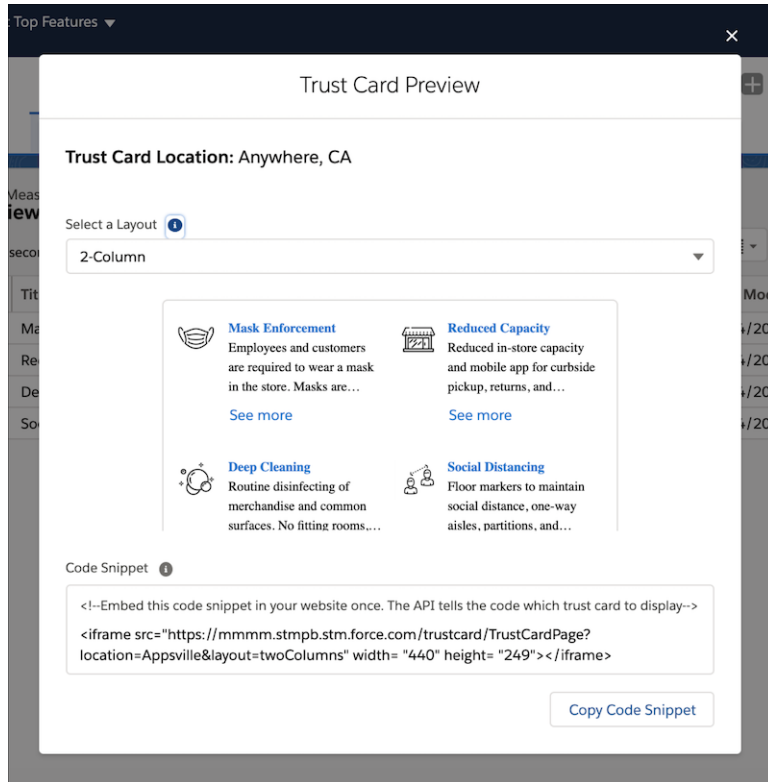 Top Features
Trust Card Preview
Trust Card Location: Anywhere, CA
Select a Layout
2-Column
Mask Enforcement
Employees and customers
are required to wear a mask
in the store. Masks are...
See more
Reduced Capacity
Reduced in-store capacity
and mobile app for curbside
pickup, returns, and...
See more
Deep Cleaning
Routine disinfecting of
merchandise and common
surfaces. No fitting rooms,...
Social Distancing
Floor markers to maintain
social distance, one-way
aisles, partitions, and...
Code Snippet
<!--Embed this code snippet in your website once. The API tells the code which trust card to display-->
<iframe src="https://mmmm.stmpb.stm.force.com/trustcard/TrustCardPage?
location=Appsville&layout=twoColumns" width= "440" height= "249"></iframe>
Copy Code Snippet